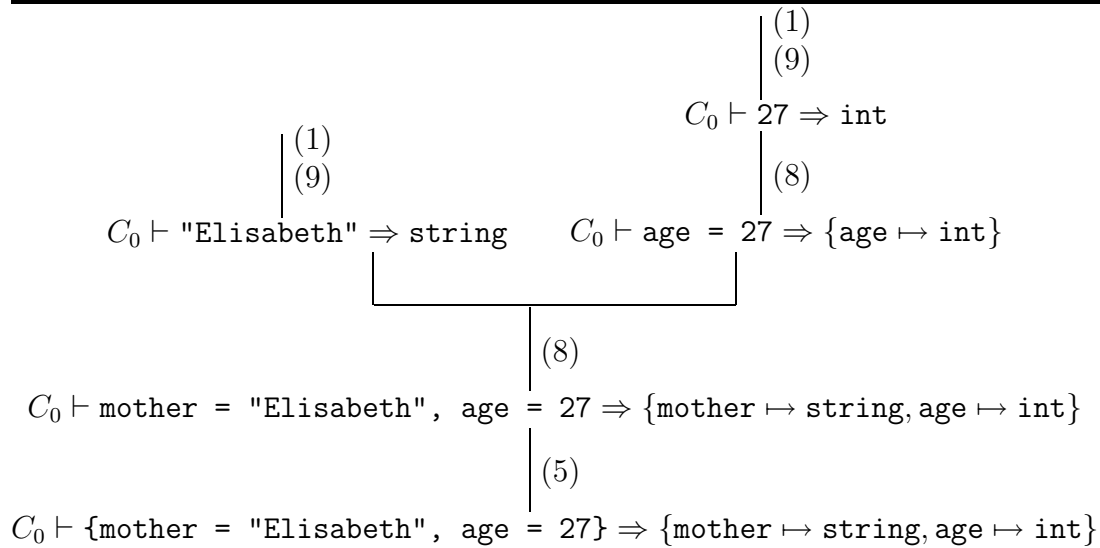 (1)
(9)
C₀ ⊢ 27 ⇒ int
(1)
(9)
(8)
C₀ ⊢ "Elisabeth" ⇒ string
C₀ ⊢ age = 27 ⇒ {age ↦ int}
(8)
C₀ ⊢ mother = "Elisabeth", age = 27 ⇒ {mother ↦ string, age ↦ int}
(5)
C₀ ⊢ {mother = "Elisabeth", age = 27} ⇒ {mother ↦ string, age ↦ int}